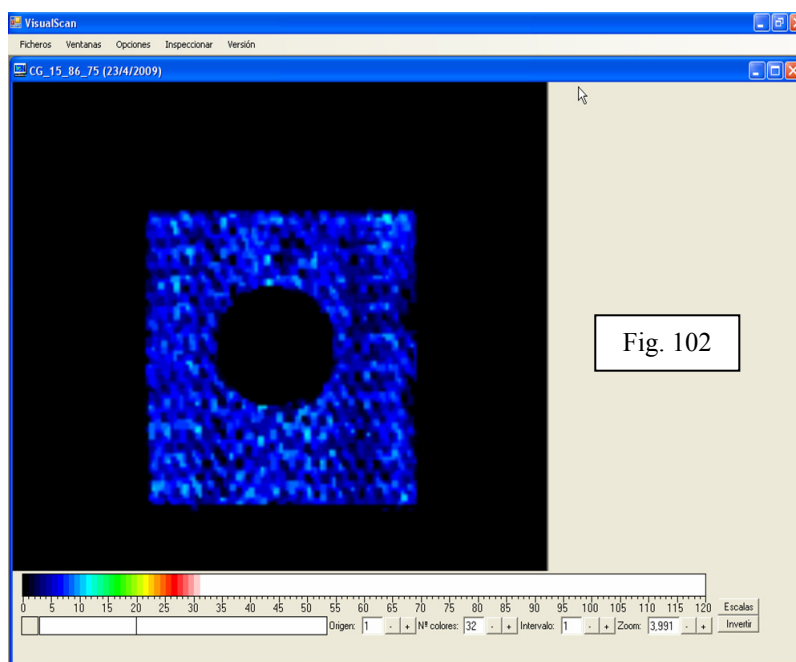 VisualScan
Ficheros Ventanas Opciones Inspeccionar Versión
CG_15_86_75 (23/4/2009)
Fig. 102
0 5 10 15 20 25 30 35 40 45 50 55 60 65 70 75 80 85 90 95 100 105 110 115 120
Escalas
Origen: 1 - + Nº colores: 32 - + Intervalo: 1 - + Zoom: 3,991 - + Invertir